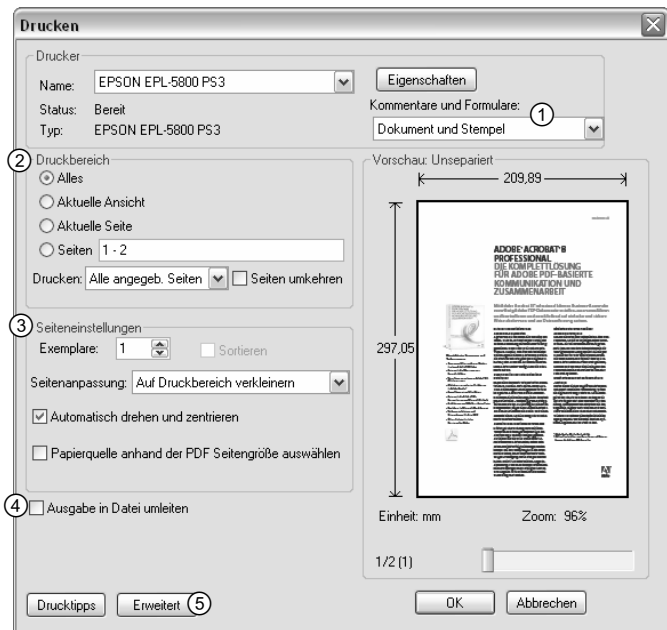 Drucken
Drucker
Name: EPSON EPL-5800 PS3
Eigenschaften
Status: Bereit
Kommentare und Formulare: 1
Typ: EPSON EPL-5800 PS3
Dokument und Stempel
2 Druckbereich
Alles
Aktuelle Ansicht
Aktuelle Seite
Seiten 1 - 2
Drucken: Alle angegeb. Seiten Seiten umkehren
3 Seiteneinstellungen
Exemplare: 1 Sortieren
Seitenanpassung: Auf Druckbereich verkleinern
Automatisch drehen und zentrieren
Papierquelle anhand der PDF Seitengröße auswählen
4 Ausgabe in Datei umleiten
Drucktipps Erweitert 5
Vorschau: Unsepariert
209,89
297,05
ADOBE® ACROBAT® 8
PROFESSIONAL
DIE KOMPLETTLÖSUNG
FÜR ADOBE PDF-BASIERTE
KOMMUNIKATION UND
ZUSAMMENARBEIT
Einheit: mm Zoom: 96%
1/2 (1)
OK Abbrechen